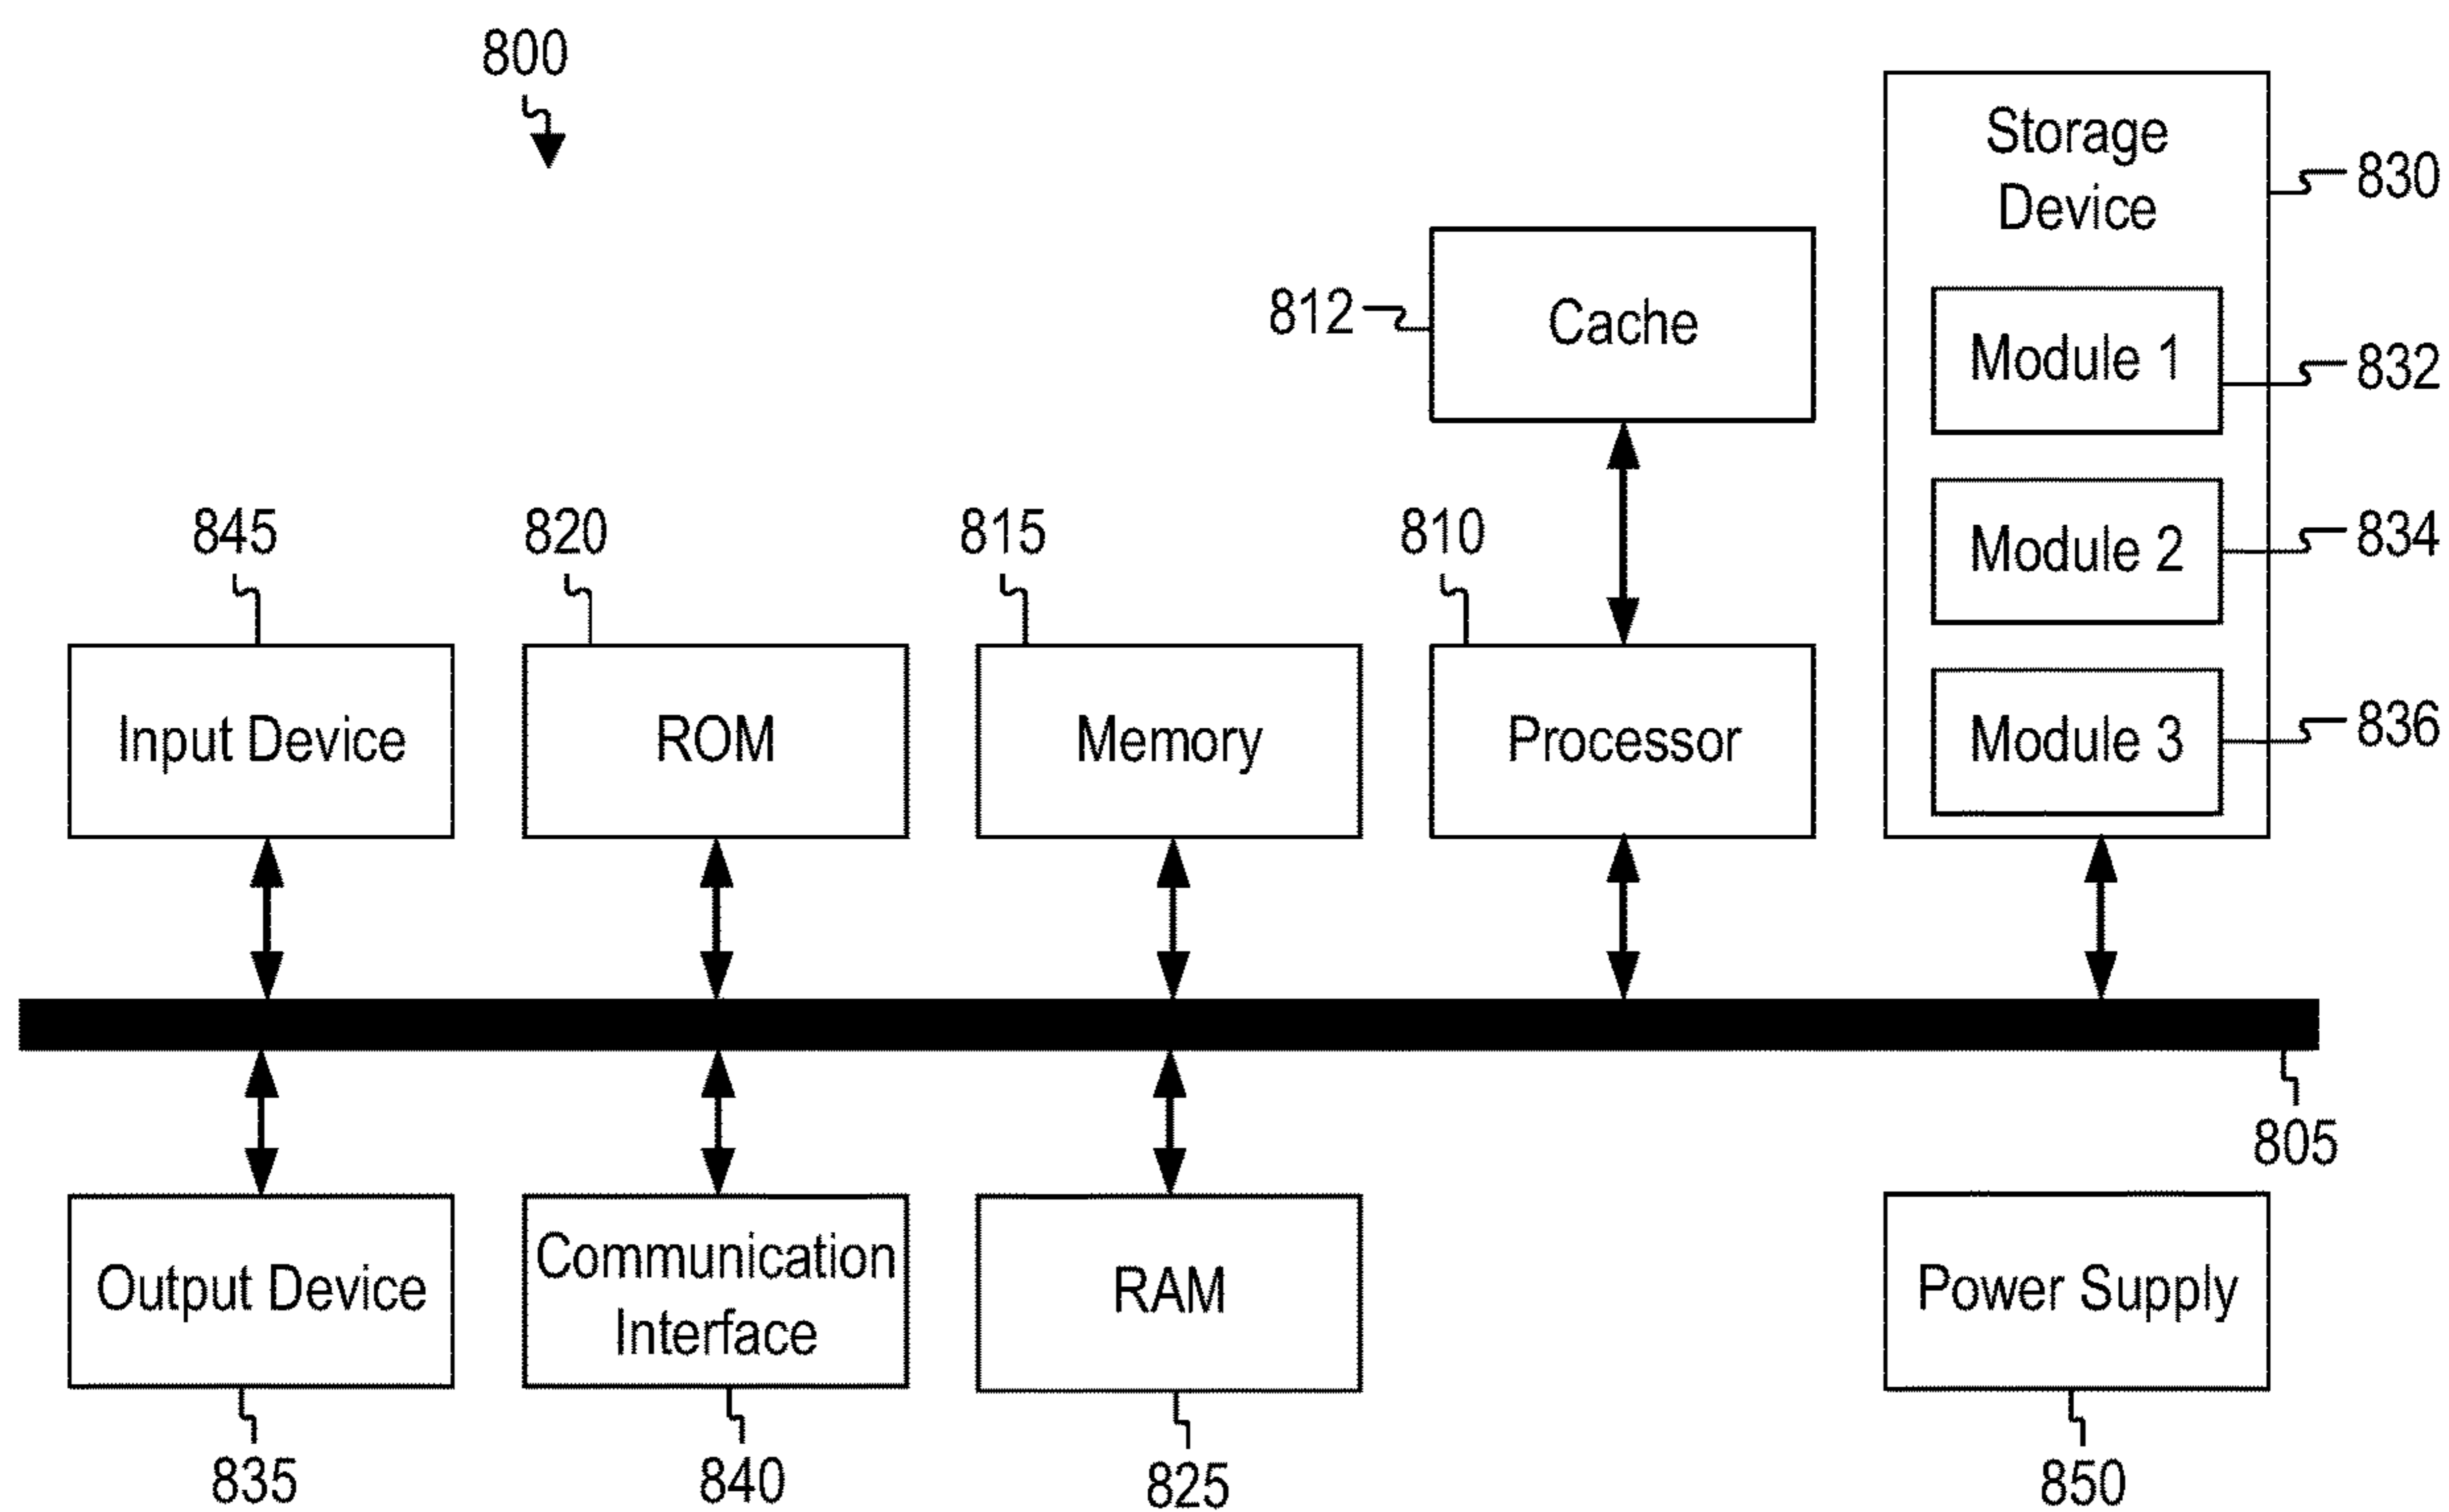 800
Storage
Device
830
812
Cache
Module 1
832
845
820
815
810
Module 2
834
Input Device
ROM
Memory
Processor
Module 3
836
805
Output Device
Communication
Interface
RAM
Power Supply
835
840
825
850